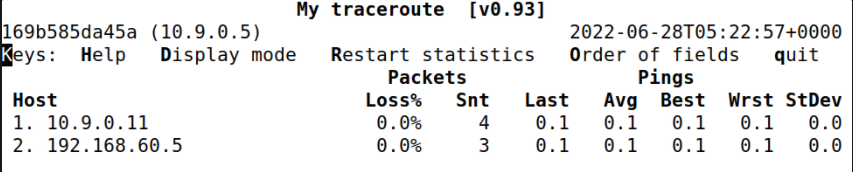 My traceroute  [v0.93]
169b585da45a (10.9.0.5)                          2022-06-28T05:22:57+0000
Keys:  Help   Display mode   Restart statistics   Order of fields   quit
                                  Packets               Pings
 Host                           Loss%   Snt   Last   Avg  Best  Wrst StDev
 1. 10.9.0.11                    0.0%     4    0.1   0.1   0.1   0.1   0.0
 2. 192.168.60.5                 0.0%     3    0.1   0.1   0.1   0.1   0.0